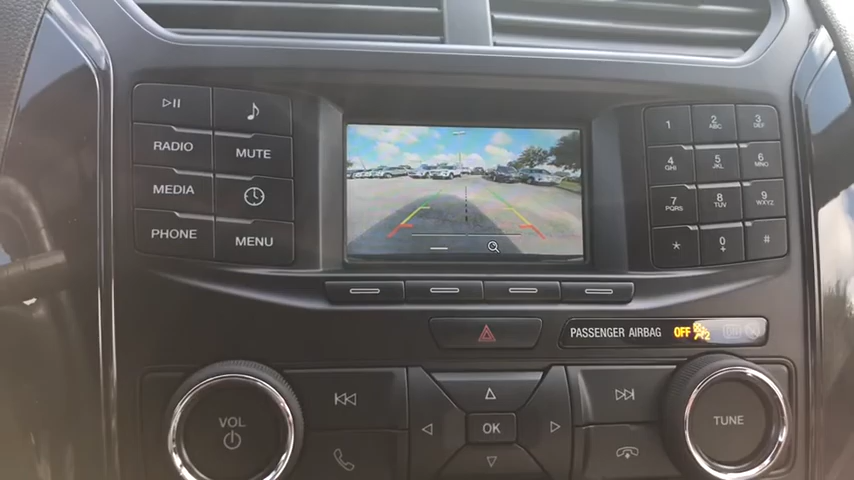 RADIO
MUTE
MEDIA
PHONE
MENU
1
2
ABC
3
DEF
4
GHI
5
JKL
6
MNO
7
PQRS
8
TUV
9
WXYZ
*
0
+
#
PASSENGER AIRBAG OFF
VOL
OK
TUNE